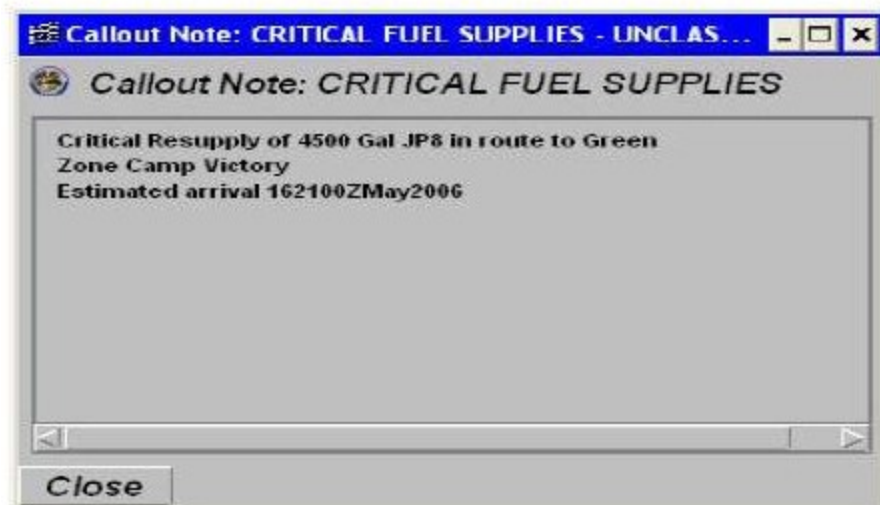 Callout Note: CRITICAL FUEL SUPPLIES - UNCLAS...
Callout Note: CRITICAL FUEL SUPPLIES
Critical Resupply of 4500 Gal JP8 in route to Green
Zone Camp Victory
Estimated arrival 162100ZMay2006
Close